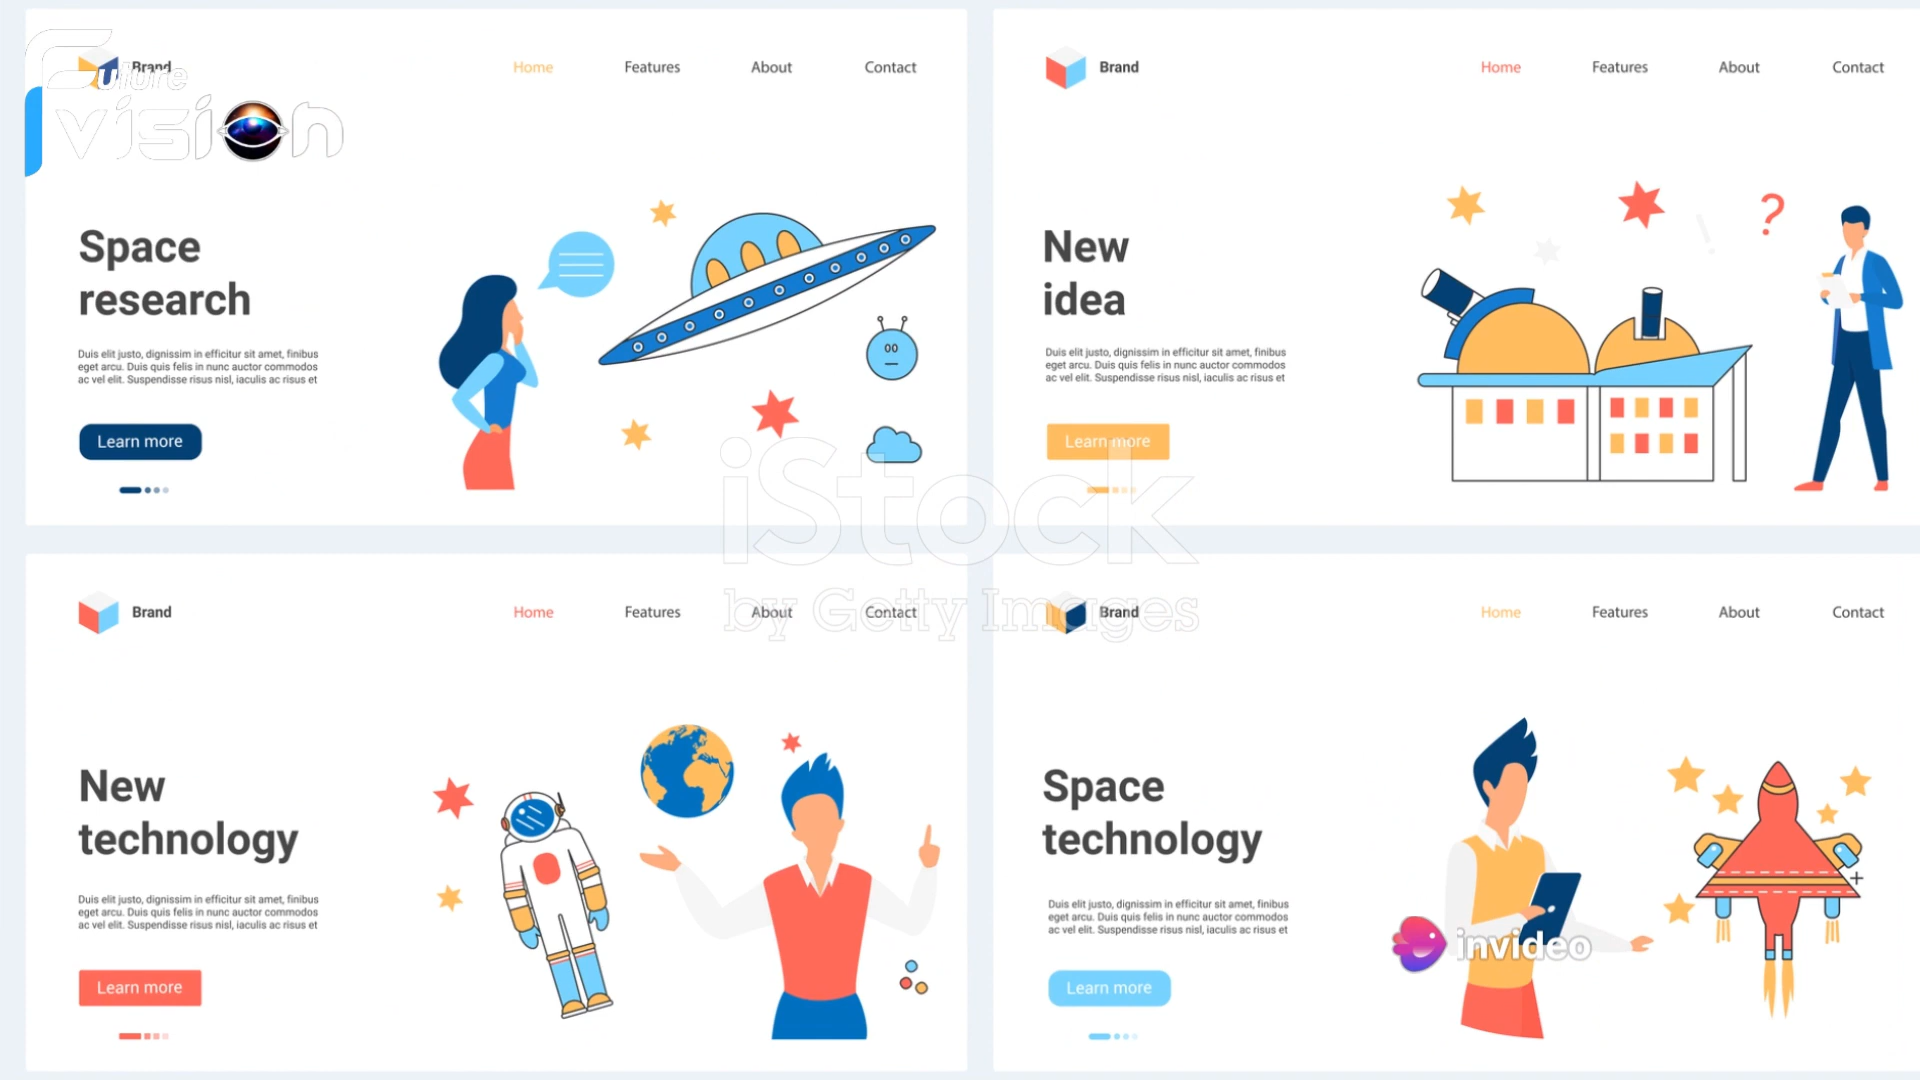 Future
vision
Brand
Home Features About Contact
Space
research
Duis elit justo, dignissim in efficitur sit amet, finibus
eget arcu. Duis quis felis in nunc auctor commodos
ac vel elit. Suspendisse risus nisl, iaculis ac risus et
Learn more
Brand
Home Features About Contact
New
idea
?
!
Duis elit justo, dignissim in efficitur sit amet, finibus
eget arcu. Duis quis felis in nunc auctor commodos
ac vel elit. Suspendisse risus nisl, iaculis ac risus et
Learn more
iStock
by Getty Images
Brand
Home Features About Contact
New
technology
Duis elit justo, dignissim in efficitur sit amet, finibus
eget arcu. Duis quis felis in nunc auctor commodos
ac vel elit. Suspendisse risus nisl, iaculis ac risus et
Learn more
Brand
Home Features About Contact
Space
technology
Duis elit justo, dignissim in efficitur sit amet, finibus
eget arcu. Duis quis felis in nunc auctor commodos
ac vel elit. Suspendisse risus nisl, iaculis ac risus et
Learn more
invideo